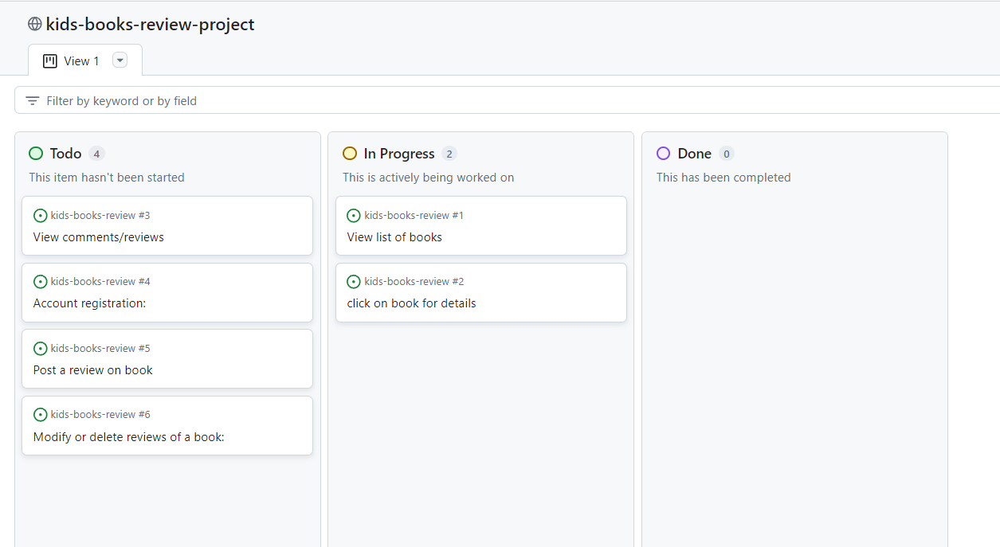 kids-books-review-project
View 1
Filter by keyword or by field
Todo 4
This item hasn't been started
kids-books-review #3
View comments/reviews
kids-books-review #4
Account registration:
kids-books-review #5
Post a review on book
kids-books-review #6
Modify or delete reviews of a book:
In Progress 2
This is actively being worked on
kids-books-review #1
View list of books
kids-books-review #2
click on book for details
Done 0
This has been completed